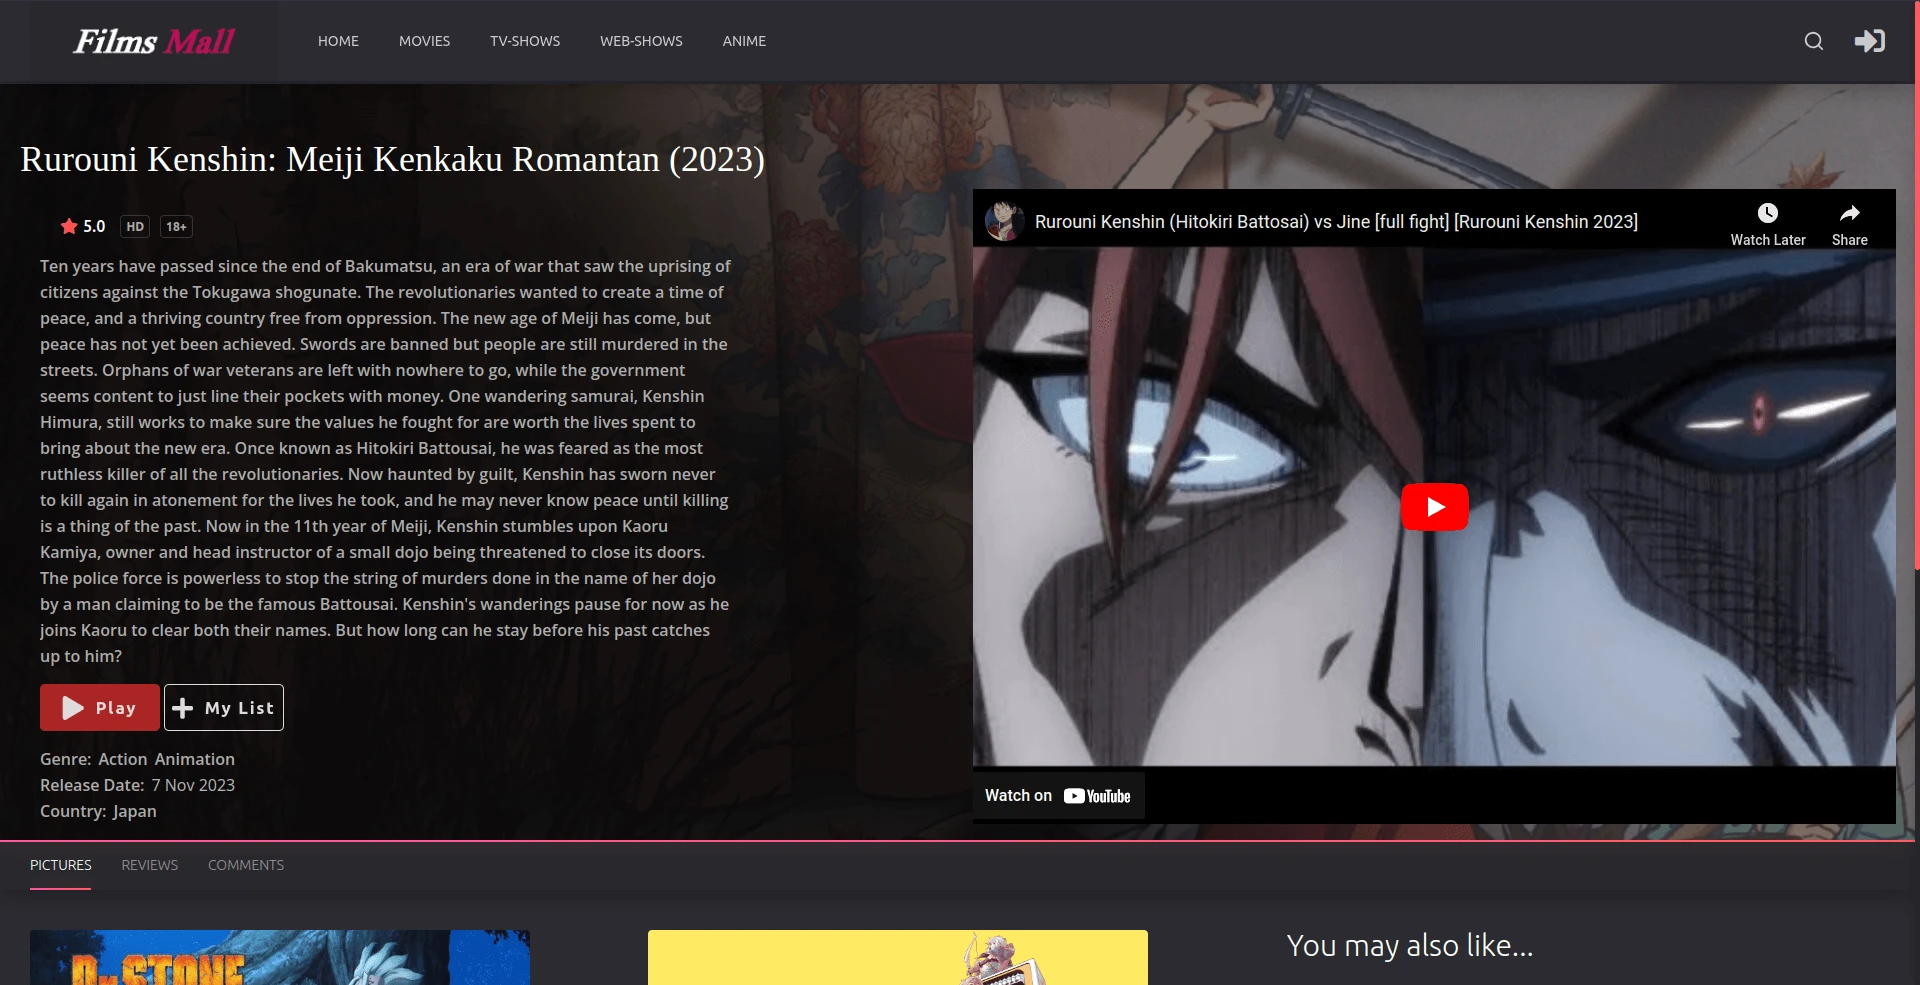 Films Mall
HOME MOVIES TV-SHOWS WEB-SHOWS ANIME
Rurouni Kenshin: Meiji Kenkaku Romantan (2023)
5.0 HD 18+
Ten years have passed since the end of Bakumatsu, an era of war that saw the uprising of
citizens against the Tokugawa shogunate. The revolutionaries wanted to create a time of
peace, and a thriving country free from oppression. The new age of Meiji has come, but
peace has not yet been achieved. Swords are banned but people are still murdered in the
streets. Orphans of war veterans are left with nowhere to go, while the government
seems content to just line their pockets with money. One wandering samurai, Kenshin
Himura, still works to make sure the values he fought for are worth the lives spent to
bring about the new era. Once known as Hitokiri Battousai, he was feared as the most
ruthless killer of all the revolutionaries. Now haunted by guilt, Kenshin has sworn never
to kill again in atonement for the lives he took, and he may never know peace until killing
is a thing of the past. Now in the 11th year of Meiji, Kenshin stumbles upon Kaoru
Kamiya, owner and head instructor of a small dojo being threatened to close its doors.
The police force is powerless to stop the string of murders done in the name of her dojo
by a man claiming to be the famous Battousai. Kenshin's wanderings pause for now as he
joins Kaoru to clear both their names. But how long can he stay before his past catches
up to him?
Play My List
Genre: Action Animation
Release Date: 7 Nov 2023
Country: Japan
Rurouni Kenshin (Hitokiri Battosai) vs Jine [full fight] [Rurouni Kenshin 2023]
Watch Later Share
Watch on YouTube
PICTURES REVIEWS COMMENTS
Dr. STONE
You may also like...